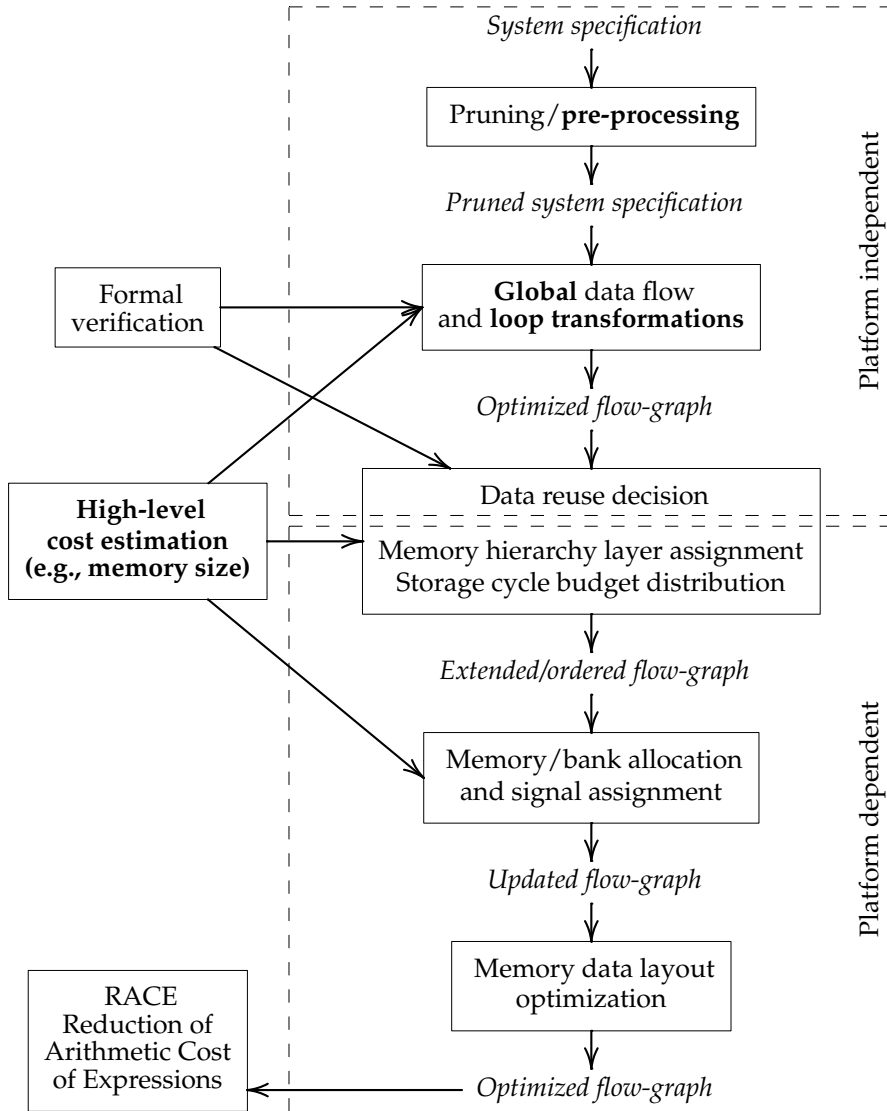 System specification
Pruning/pre-processing
Pruned system specification
Platform independent
Formal
verification
Global data flow
and loop transformations
Optimized flow-graph
Data reuse decision
High-level
cost estimation
(e.g., memory size)
Memory hierarchy layer assignment
Storage cycle budget distribution
Extended/ordered flow-graph
Memory/bank allocation
and signal assignment
Platform dependent
Updated flow-graph
Memory data layout
optimization
RACE
Reduction of
Arithmetic Cost
of Expressions
Optimized flow-graph